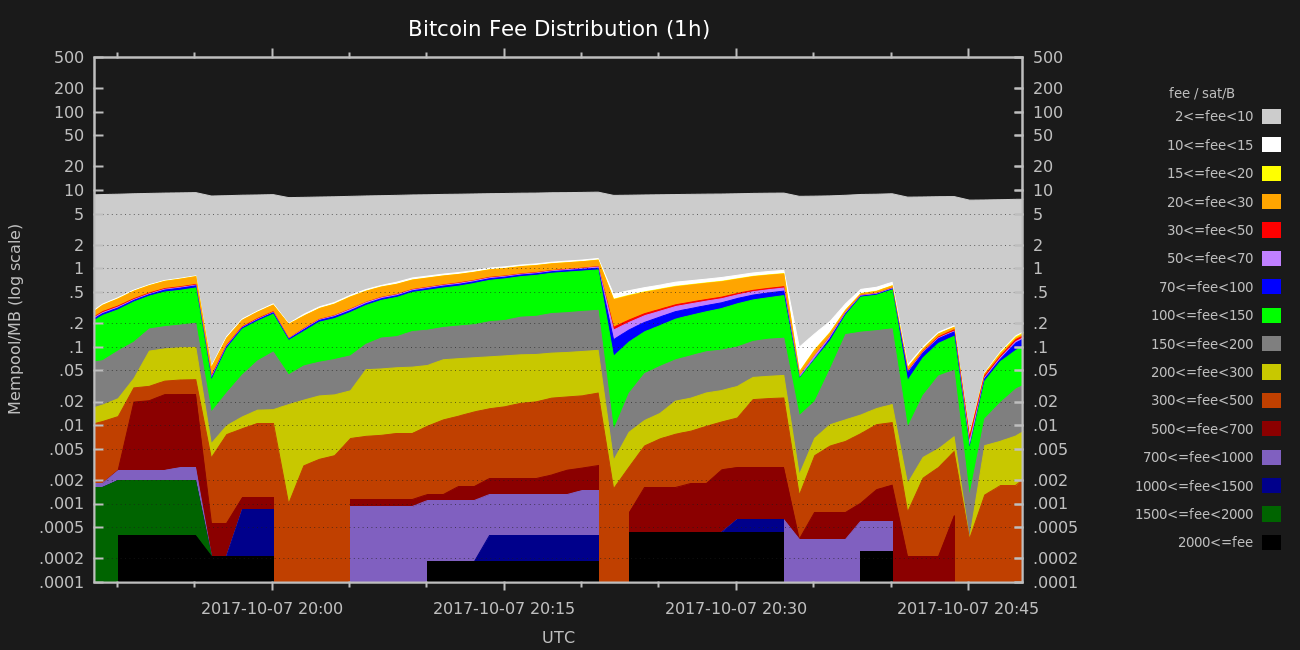 Bitcoin Fee Distribution (1h)
Mempool/MB (log scale)
500
200
100
50
20
10
5
2
1
.5
.2
.1
.05
.02
.01
.005
.002
.001
.0005
.0002
.0001
500
200
100
50
20
10
5
2
1
.5
.2
.1
.05
.02
.01
.005
.002
.001
.0005
.0002
.0001
2017-10-07 20:00
2017-10-07 20:15
2017-10-07 20:30
2017-10-07 20:45
UTC
fee / sat/B
2<=fee<10
10<=fee<15
15<=fee<20
20<=fee<30
30<=fee<50
50<=fee<70
70<=fee<100
100<=fee<150
150<=fee<200
200<=fee<300
300<=fee<500
500<=fee<700
700<=fee<1000
1000<=fee<1500
1500<=fee<2000
2000<=fee